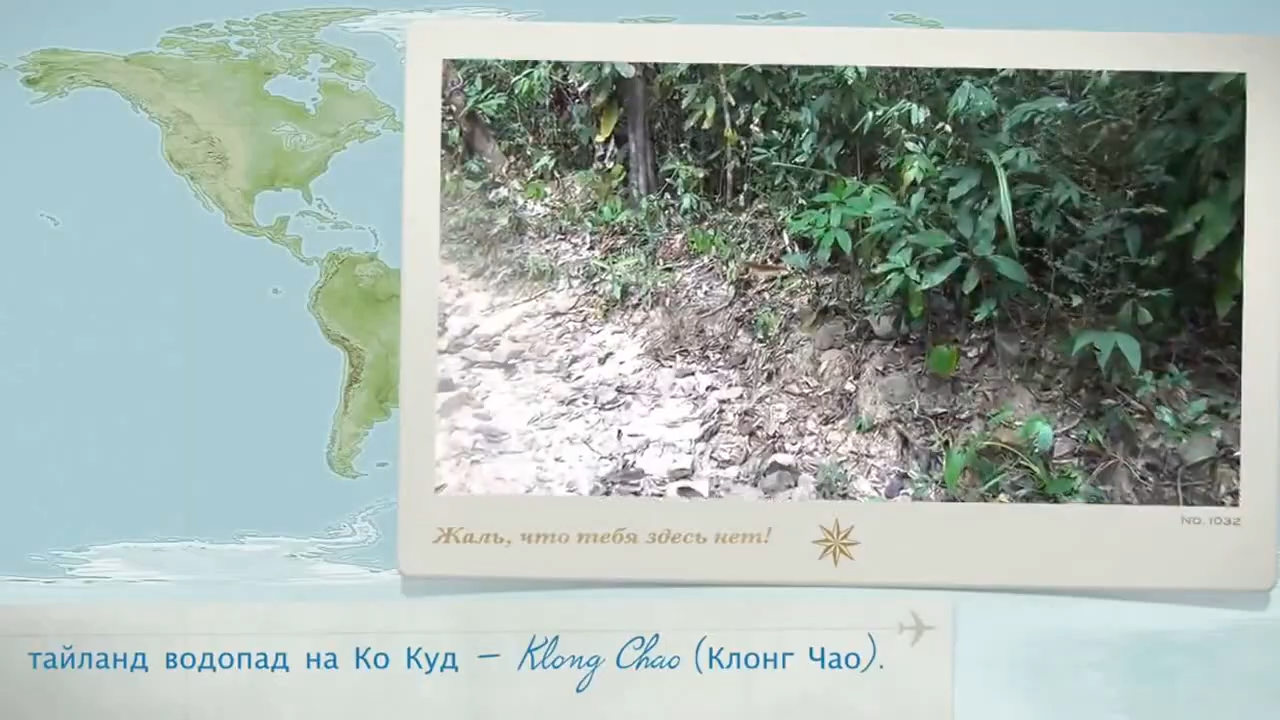 Жаль, что тебя здесь нет!
NO. 1032
тайланд водопад на Ко Куд – Klong Chao (Клонг Чао).